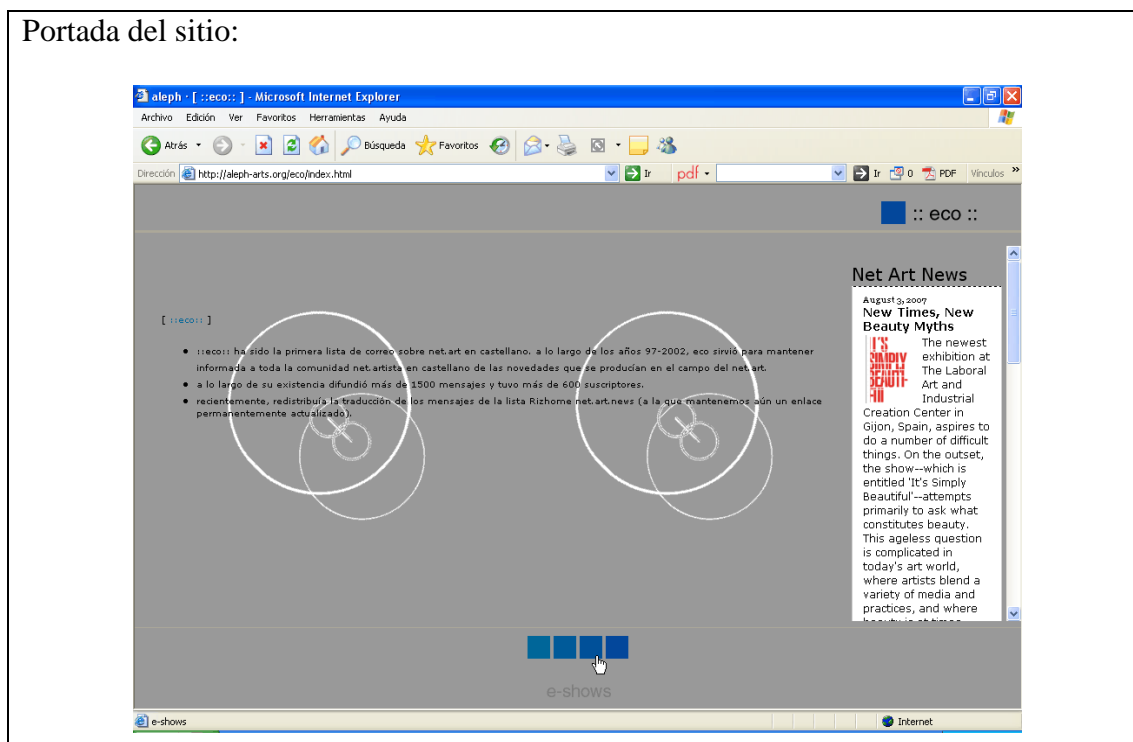 Portada del sitio:
aleph · [ ::eco:: ] - Microsoft Internet Explorer
Archivo Edición Ver Favoritos Herramientas Ayuda
Atrás Búsqueda Favoritos
Dirección http://aleph-arts.org/eco/index.html Ir pdf Ir 0 PDF Vínculos »
:: eco ::
[ ::eco:: ]
::eco:: ha sido la primera lista de correo sobre net.art en castellano. a lo largo de los años 97-2002, eco sirvió para mantener
informada a toda la comunidad net.artista en castellano de las novedades que se producían en el campo del net.art.
a lo largo de su existencia difundió más de 1500 mensajes y tuvo más de 600 suscriptores.
recientemente, redistribuía la traducción de los mensajes de la lista Rizhome net.art.news (a la que mantenemos aún un enlace
permanentemente actualizado).
Net Art News
August 3, 2007
New Times, New
Beauty Myths
IT'S
SIMPLY
BEAUTI-
The newest
exhibition at
The Laboral
Art and
Industrial
Creation Center in
Gijon, Spain, aspires to
do a number of difficult
things. On the outset,
the show--which is
entitled 'It's Simply
Beautiful'--attempts
primarily to ask what
constitutes beauty.
This ageless question
is complicated in
today's art world,
where artists blend a
variety of media and
practices, and where
e-shows
e-shows Internet